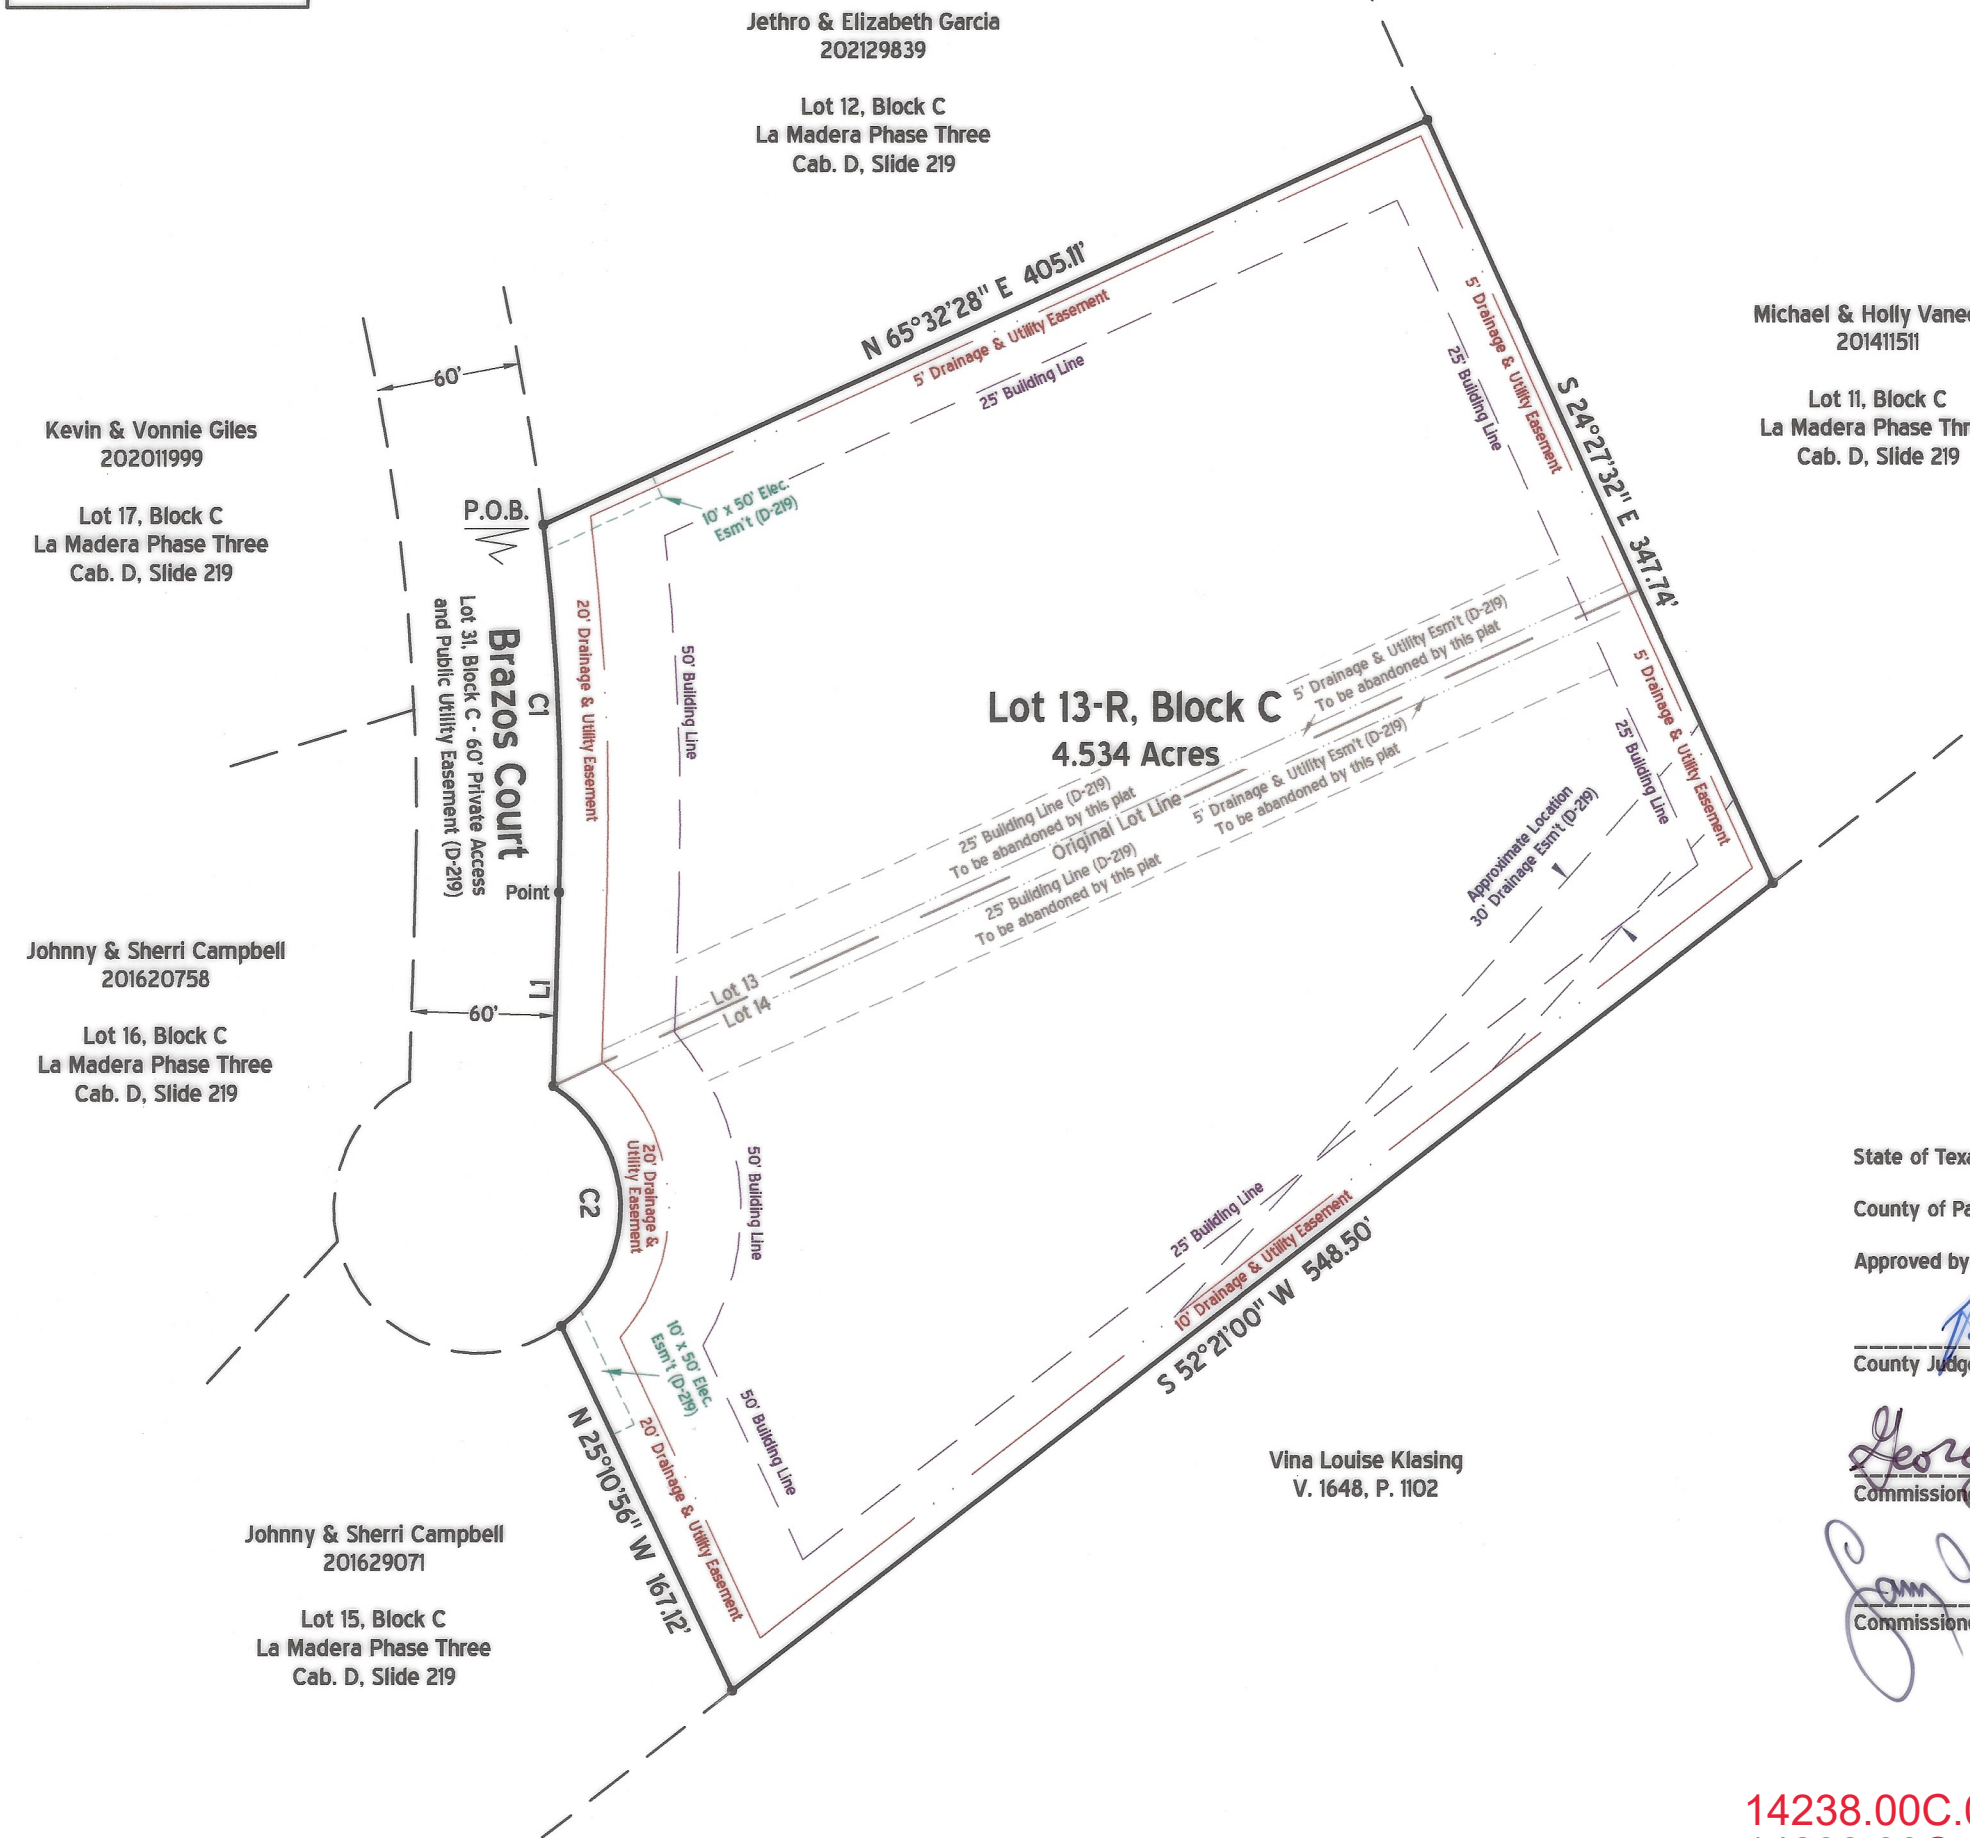 Jethro & Elizabeth Garcia
202129839
Lot 12, Block C
La Madera Phase Three
Cab. D, Slide 219
N 65°32'28" E 405.11'
5' Drainage & Utility Easement
25' Building Line
S 24°27'32" E 347.74'
5' Drainage & Utility Easement
25' Building Line
Michael & Holly
201411511
Lot 11, Block C
La Madera Phase
Cab. D, Slide 219
60'
Kevin & Vonnie Giles
202011999
Lot 17, Block C
La Madera Phase Three
Cab. D, Slide 219
P.O.B.
10' x 50' Elec.
Esm't (D-219)
Brazos Court
Lot 31, Block C - 60' Private Access
and Public Utility Easement (D-219)
C1
20' Drainage & Utility Easement
50' Building Line
Lot 13-R, Block C
4.534 Acres
5' Drainage & Utility Esm't (D-219)
To be abandoned by this plat
5' Drainage & Utility Esm't (D-219)
To be abandoned by this plat
25' Building Line (D-219)
To be abandoned by this plat
Original Lot Line
25' Building Line (D-219)
To be abandoned by this plat
5' Drainage & Utility Easement
25' Building Line
Approximate Location
30' Drainage Esm't (D-219)
Point
Lot 13
Lot 14
L1
60'
Johnny & Sherri Campbell
201620758
Lot 16, Block C
La Madera Phase Three
Cab. D, Slide 219
C2
20' Drainage &
Utility Easement
50' Building Line
25' Building Line
10' Drainage & Utility Easement
S 52°21'00" W 548.50'
10' x 50' Elec.
Esm't (D-219)
50' Building Line
20' Drainage & Utility Easement
N 25°10'56" W 167.12'
Vina Louise Klasing
V. 1648, P. 1102
Johnny & Sherri Campbell
201629071
Lot 15, Block C
La Madera Phase Three
Cab. D, Slide 219
State of
County of
Approved by
County
14238.00C.